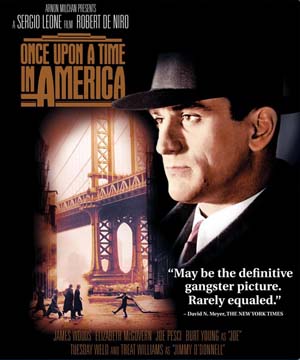 ARNON MILCHAN PRESENTS
A SERGIO LEONE FILM ROBERT DE NIRO
ONCE UPON A TIME
IN AMERICA
“May be the definitive
gangster picture.
Rarely equaled.”
– David N. Meyer, THE NEW YORK TIMES
JAMES WOODS ELIZABETH McGOVERN JOE PESCI BURT YOUNG AS "JOE"
TUESDAY WELD AND TREAT WILLIAMS AS "JIMMY O'DONNELL"